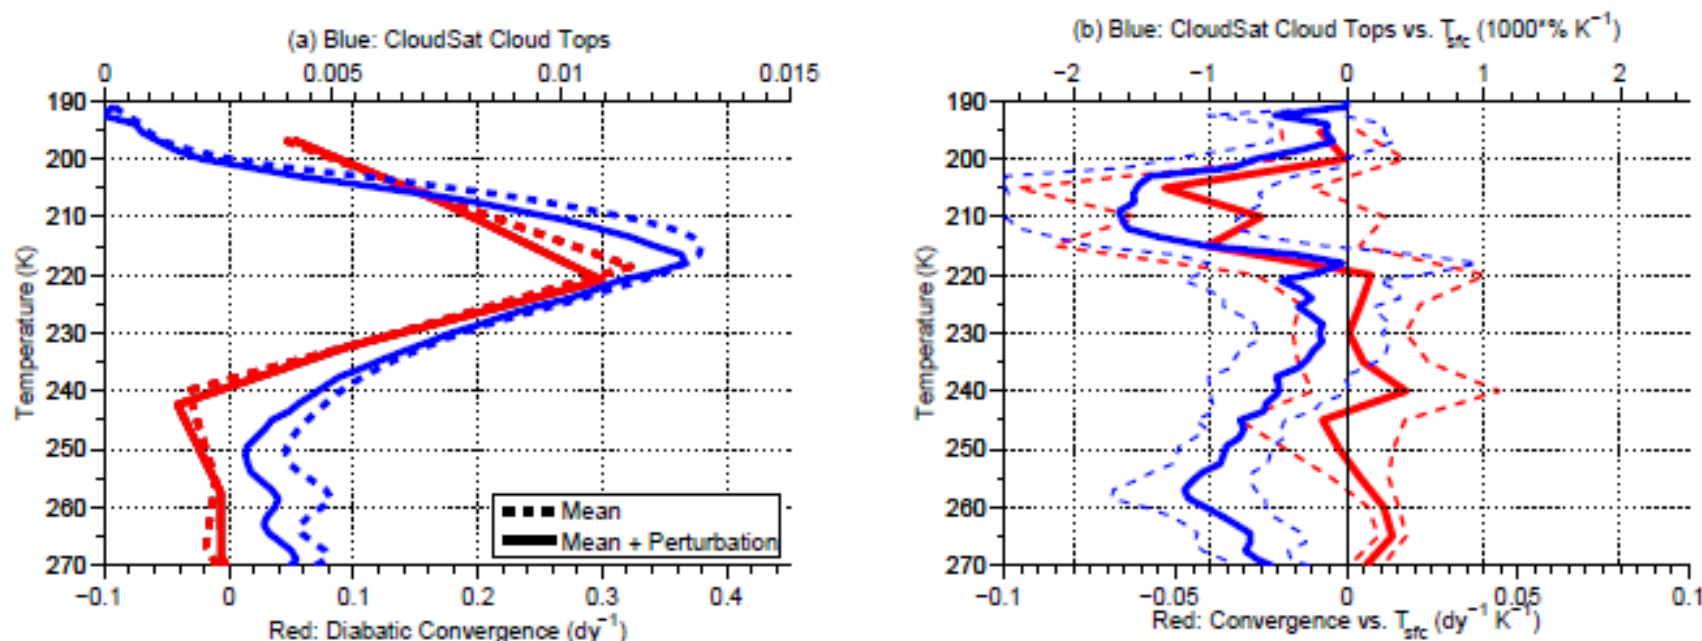 (a) Blue: CloudSat Cloud Tops
0 0.005 0.01 0.015
190
200
210
220
230
240
250
260
270
Temperature (K)
Mean
Mean + Perturbation
−0.1 0 0.1 0.2 0.3 0.4
Red: Diabatic Convergence (dy⁻¹)
(b) Blue: CloudSat Cloud Tops vs. T_sfc (1000*% K⁻¹)
−2 −1 0 1 2
190
200
210
220
230
240
250
260
270
Temperature (K)
−0.1 −0.05 0 0.05 0.1
Red: Convergence vs. T_sfc (dy⁻¹ K⁻¹)